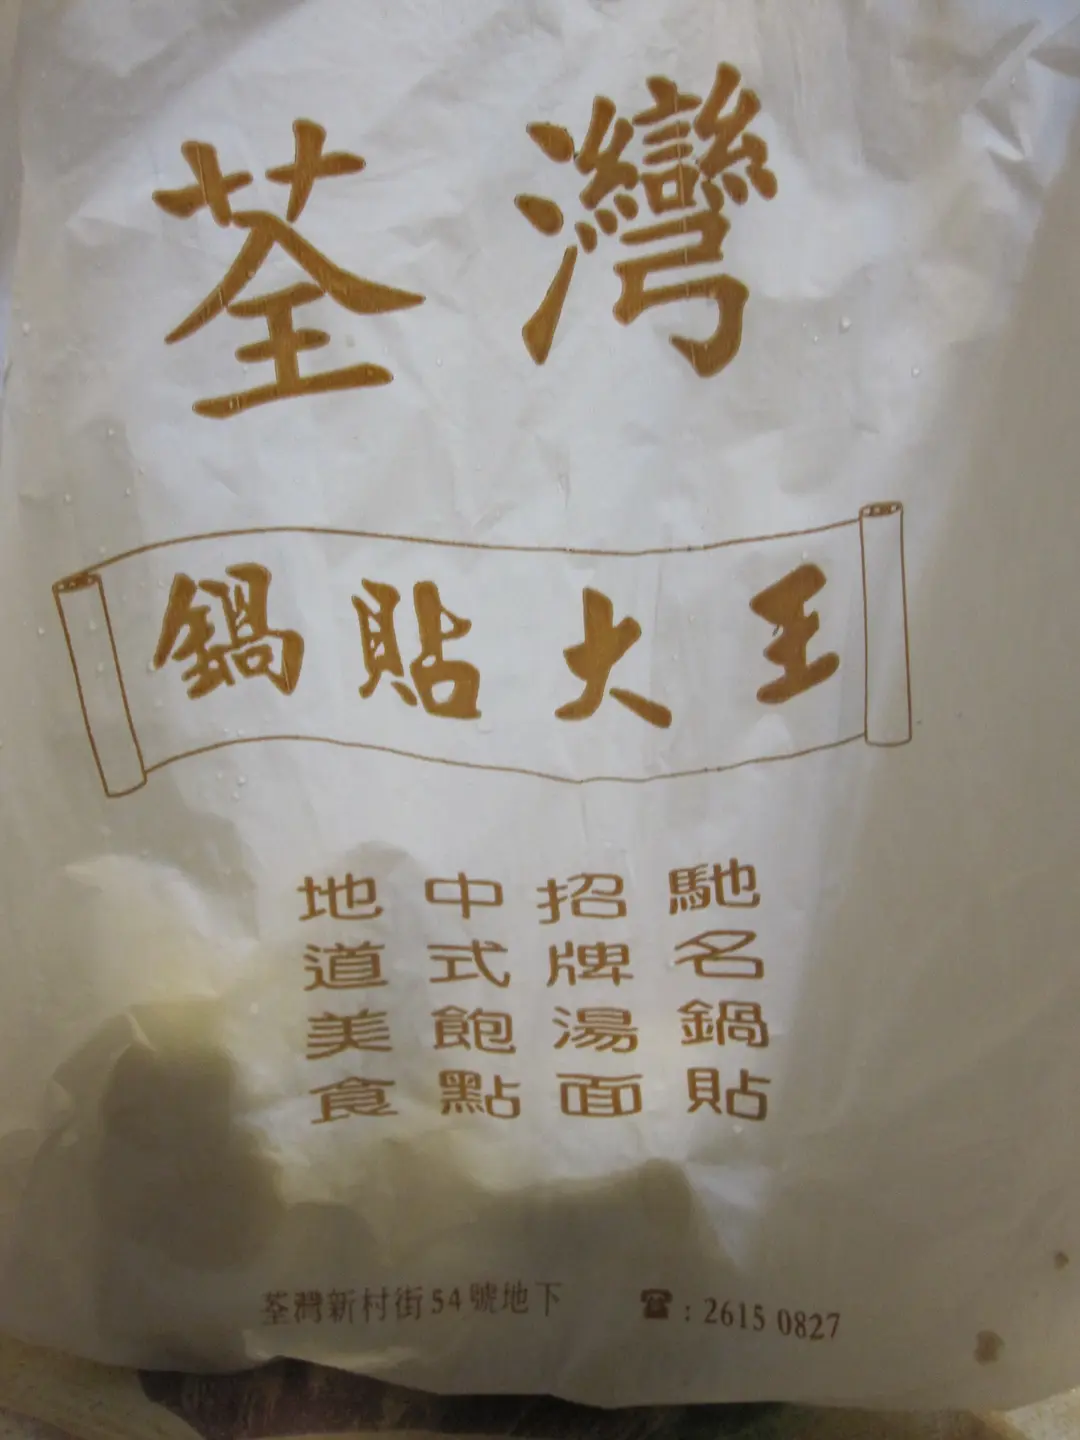 荃灣
鍋貼大王
馳名鍋貼
招牌湯面
中式飽點
地道美食
荃灣新村街54號地下 ☎：2615 0827